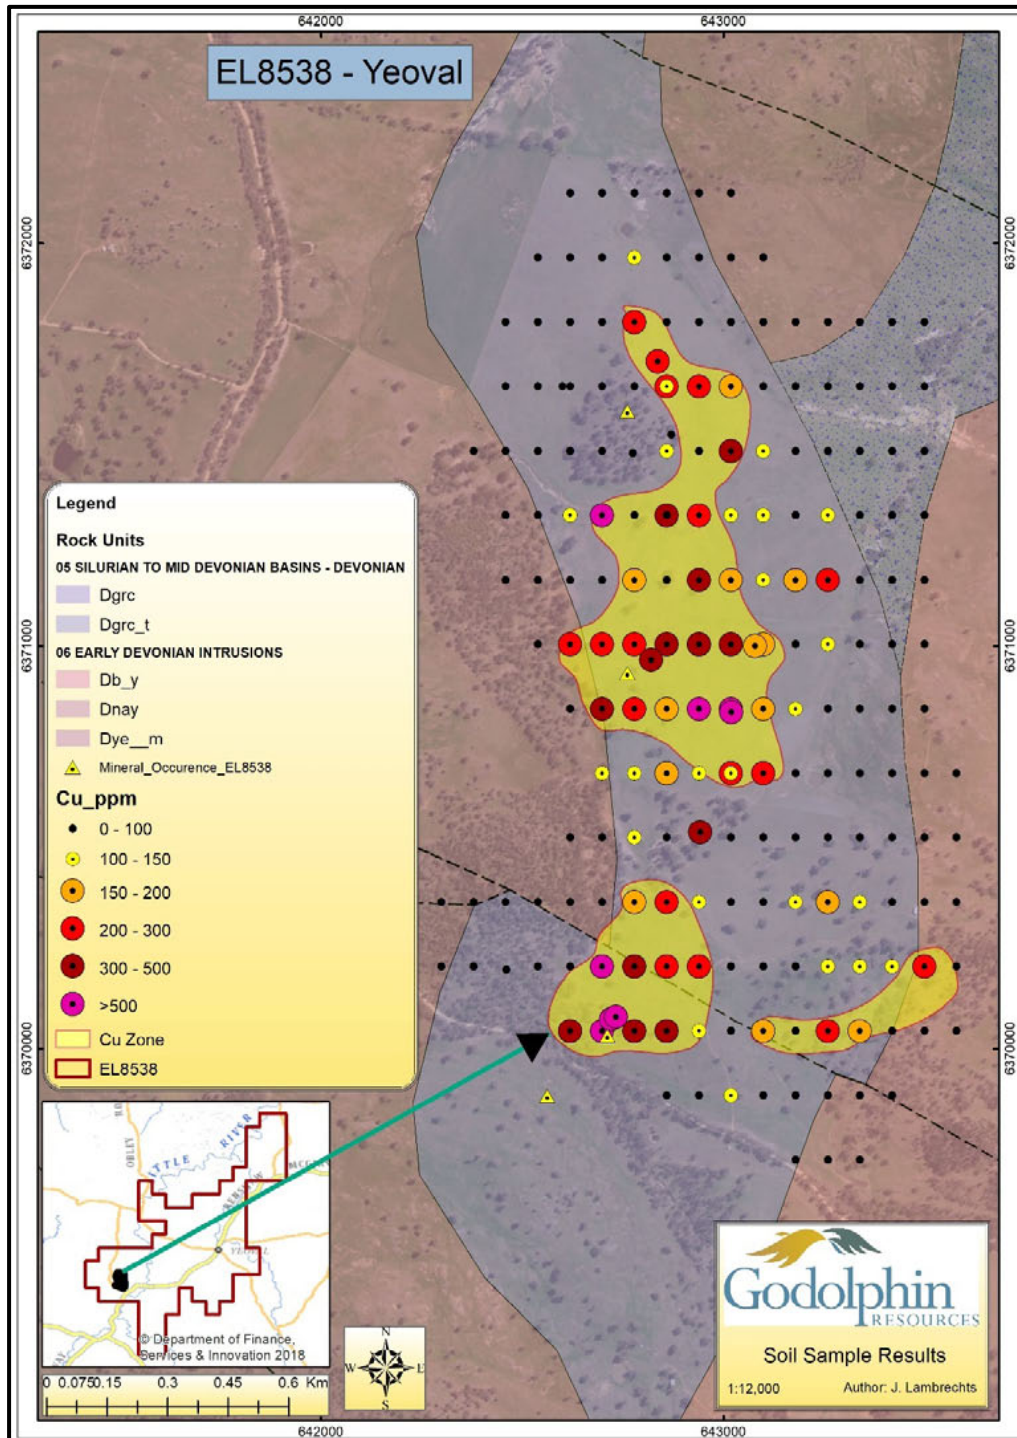 642000
643000
EL8538 - Yeoval
6372000
6372000
6371000
6371000
6370000
6370000
Legend
Rock Units
05 SILURIAN TO MID DEVONIAN BASINS - DEVONIAN
Dgrc
Dgrc_t
06 EARLY DEVONIAN INTRUSIONS
Db_y
Dnay
Dye__m
Mineral_Occurence_EL8538
Cu_ppm
0 - 100
100 - 150
150 - 200
200 - 300
300 - 500
>500
Cu Zone
EL8538
OBLEY
RIVER
YEOVAL
© Department of Finance,
Services & Innovation 2018
0 0.075 0.15 0.3 0.45 0.6 Km
N
W E
S
Godolphin
RESOURCES
Soil Sample Results
1:12,000 Author: J. Lambrechts
642000
643000